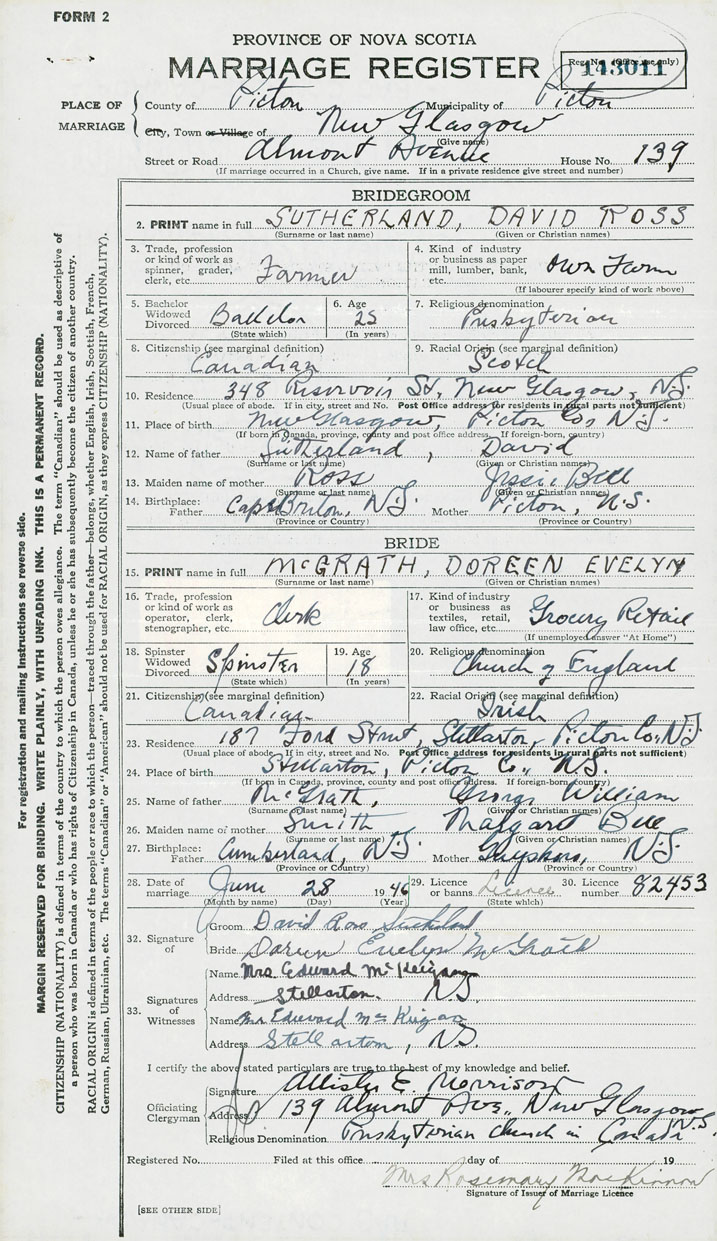 FORM 2
PROVINCE OF NOVA SCOTIA
MARRIAGE REGISTER
Reg. No. (Office use only)
143011
PLACE OF MARRIAGE
County of Pictou Municipality of Pictou
City, Town or Village of New Glasgow
(Give name)
Street or Road Almont Avenue House No. 139
(If marriage occurred in a Church, give name. If in a private residence give street and number)
BRIDEGROOM
2. PRINT name in full SUTHERLAND, DAVID ROSS
(Surname or last name) (Given or Christian names)
3. Trade, profession or kind of work as spinner, grader, clerk, etc. Farmer
4. Kind of industry or business as paper mill, lumber, bank, etc. Own Farm
(If labourer specify kind of work above)
5. Bachelor Widowed Divorced Bachelor
(State which)
6. Age 25
(In years)
7. Religious denomination
Presbyterian
8. Citizenship (see marginal definition)
Canadian
9. Racial Origin (see marginal definition)
Scotch
10. Residence 348 Reservoir St, New Glasgow, N.S.
(Usual place of abode. If in city, street and No. Post Office address for residents in rural parts not sufficient)
11. Place of birth New Glasgow, Pictou Co, N.S.
(If born in Canada, province, county and post office address. If foreign-born, country)
12. Name of father Sutherland, David
(Surname or last name) (Given or Christian names)
13. Maiden name of mother Ross Jessie Bell
(Surname or last name) (Given or Christian names)
14. Birthplace: Father Cape Breton, N.S. Mother Pictou, N.S.
(Province or Country) (Province or Country)
BRIDE
15. PRINT name in full McGRATH, DOREEN EVELYN
(Surname or last name) (Given or Christian names)
16. Trade, profession or kind of work as operator, clerk, stenographer, etc. Clerk
17. Kind of industry or business as textiles, retail, law office, etc. Grocery Retail
(If unemployed answer "At Home")
18. Spinster Widowed Divorced Spinster
(State which)
19. Age 18
(In years)
20. Religious denomination
Church of England
21. Citizenship (see marginal definition)
Canadian
22. Racial Origin (see marginal definition)
Irish
23. Residence 187 Ford Street, Stellarton, Pictou Co., N.S.
(Usual place of abode. If in city, street and No. Post Office address for residents in rural parts not sufficient)
24. Place of birth Stellarton, Pictou Co., N.S.
(If born in Canada, province, county and post office address. If foreign-born country)
25. Name of father McGrath, George William
(Surname or last name) (Given or Christian names)
26. Maiden name of mother Smith Margaret Bell
(Surname or last name) (Given or Christian names)
27. Birthplace: Father Cumberland, N.S. Mother Guysboro, N.S.
(Province or Country) (Province or Country)
28. Date of marriage June 28 1946 29. Licence or banns Licence 30. Licence number 82453
(Month by name) (Day) (Year) (State which)
32. Signature of
Groom David Ross Sutherland
Bride Doreen Evelyn McGrath
33. Signatures of Witnesses
Name Mrs Edward McKeigan
Address Stellarton. N.S.
Name Mr Edward McKeigan
Address Stellarton, N.S.
I certify the above stated particulars are true to the best of my knowledge and belief.
Officiating Clergyman
Signature Allister E. Morrison
Address 139 Almont Ave., New Glasgow, N.S.
Religious Denomination Presbyterian Church in Canada
Registered No. Filed at this office day of 19
Mrs Rosemary MacKinnon
Signature of Issuer of Marriage Licence
[SEE OTHER SIDE]
For registration and mailing instructions see reverse side.
MARGIN RESERVED FOR BINDING. WRITE PLAINLY, WITH UNFADING INK. THIS IS A PERMANENT RECORD.
CITIZENSHIP (NATIONALITY) is defined in terms of the country to which the person owes allegiance. The term "Canadian" should be used as descriptive of
a person who was born in Canada or who has rights of Citizenship in Canada, unless he or she has subsequently become the citizen of another country.
RACIAL ORIGIN is defined in terms of the people or race to which the person—traced through the father—belongs, whether English, Irish, Scottish, French,
German, Russian, Ukrainian, etc. The terms "Canadian" or "American" should not be used for RACIAL ORIGIN, as they express CITIZENSHIP (NATIONALITY).